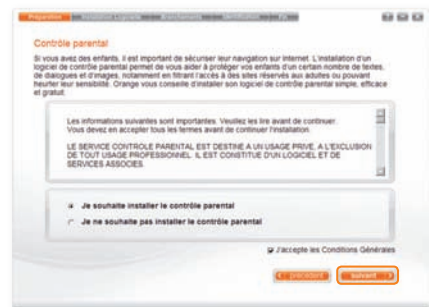 Préparation
Contrôle parental
Si vous avez des enfants, il est important de sécuriser leur navigation sur Internet. L'installation d'un
logiciel de contrôle parental permet de vous aider à protéger vos enfants d'un certain nombre de textes,
de dialogues et d'images, notamment en filtrant l'accès à des sites réservés aux adultes ou pouvant
heurter leur sensibilité. Orange vous conseille d'installer son logiciel de contrôle parental simple, efficace
et gratuit.
Les informations suivantes sont importantes. Veuillez les lire avant de continuer.
Vous devez en accepter tous les termes avant de continuer l'installation.
LE SERVICE CONTROLE PARENTAL EST DESTINE A UN USAGE PRIVE, A L'EXCLUSION
DE TOUT USAGE PROFESSIONNEL. IL EST CONSTITUE D'UN LOGICIEL ET DE
SERVICES ASSOCIES.
Je souhaite installer le contrôle parental
Je ne souhaite pas installer le contrôle parental
J'accepte les Conditions Générales
précédent suivant